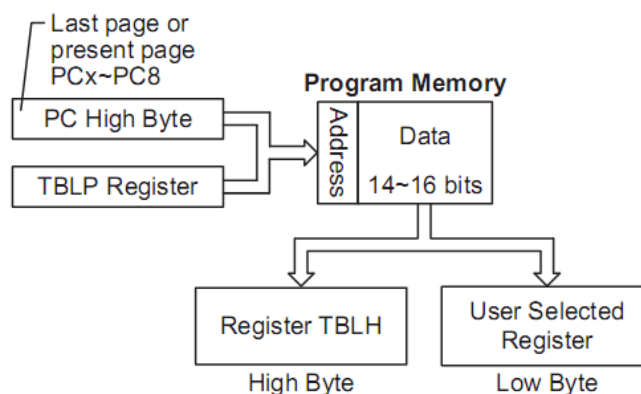 Last page or
present page
PCx~PC8
Program Memory
PC High Byte
TBLP Register
Address
Data
14~16 bits
Register TBLH
User Selected
Register
High Byte
Low Byte